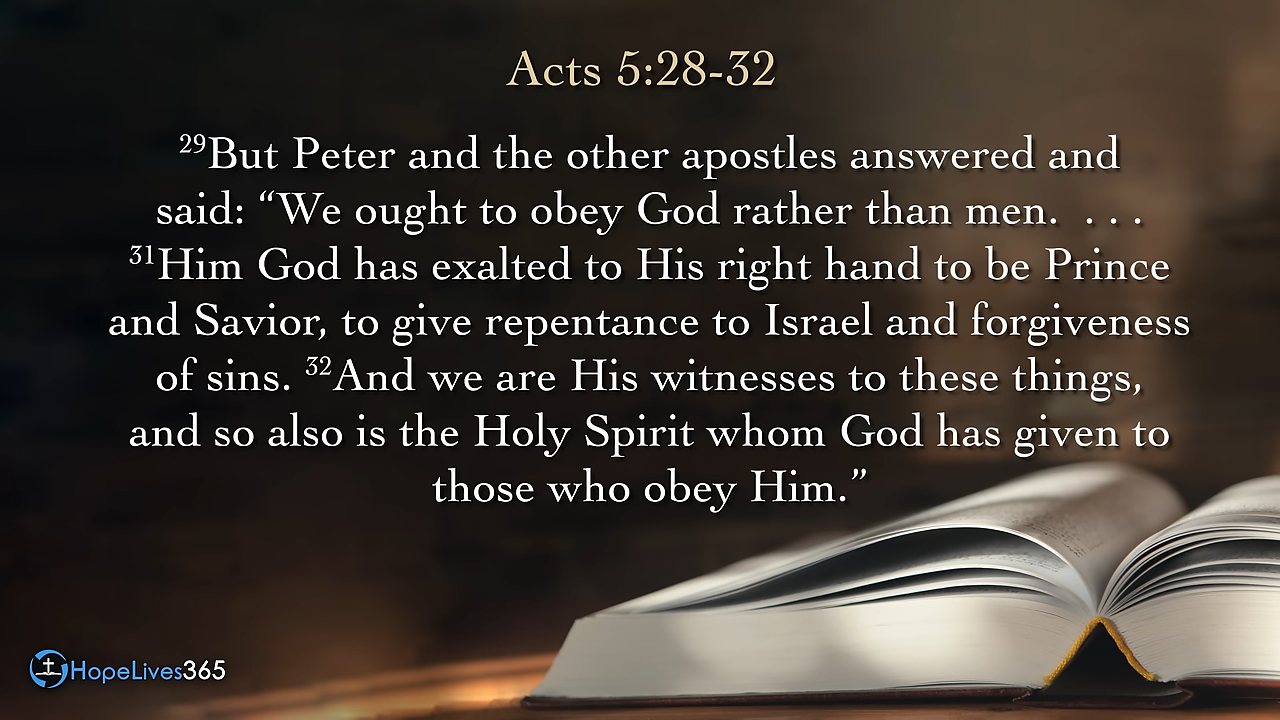 Acts 5:28-32
²⁹But Peter and the other apostles answered and
said: “We ought to obey God rather than men.  . . .
³¹Him God has exalted to His right hand to be Prince
and Savior, to give repentance to Israel and forgiveness
of sins. ³²And we are His witnesses to these things,
and so also is the Holy Spirit whom God has given to
those who obey Him.”
HopeLives365